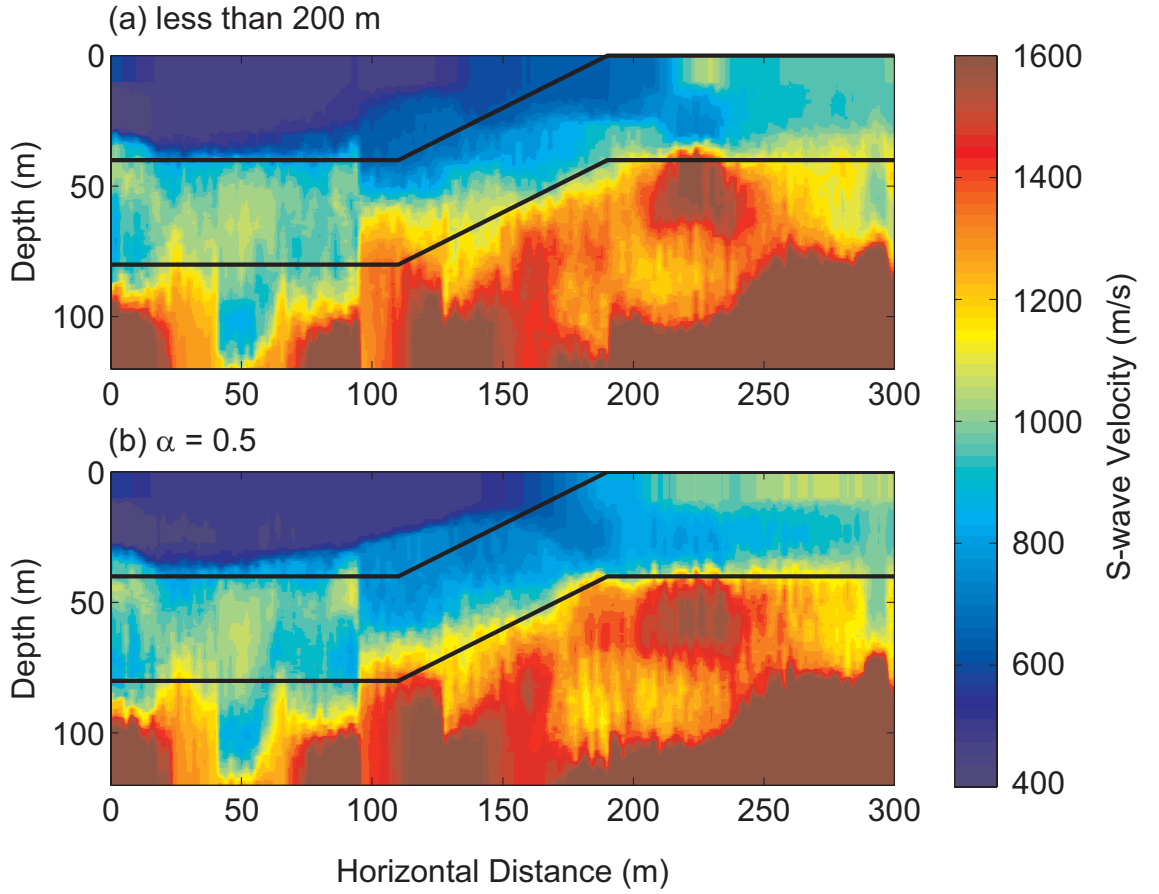 (a) less than 200 m
0
50
100
Depth (m)
0 50 100 150 200 250 300
(b) α = 0.5
0
50
100
Depth (m)
0 50 100 150 200 250 300
Horizontal Distance (m)
1600
1400
1200
1000
800
600
400
S-wave Velocity (m/s)